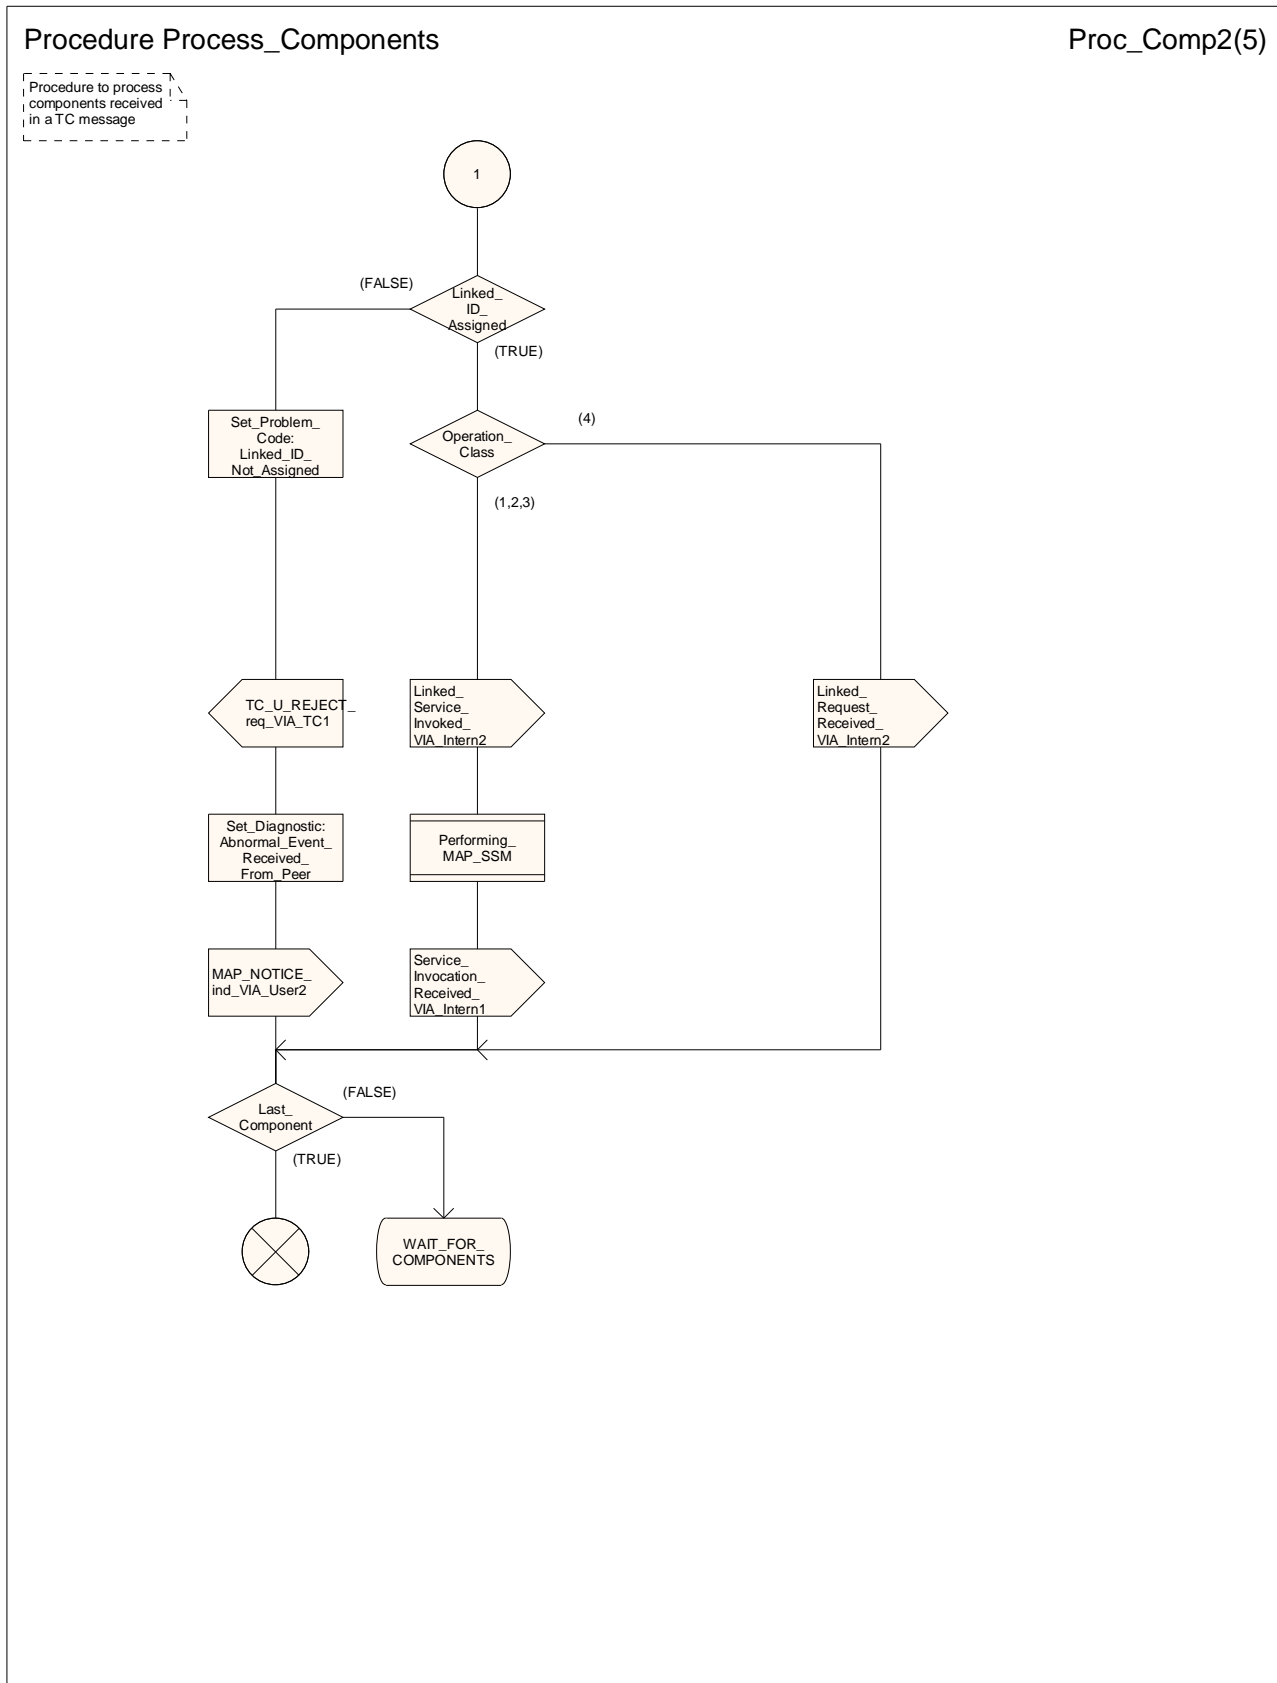 Procedure Process_Components
Proc_Comp2(5)
Procedure to process
components received
in a TC message
1
(FALSE)
Linked_
ID_
Assigned
(TRUE)
Set_Problem_
Code:
Linked_ID_
Not_Assigned
Operation_
Class
(4)
(1,2,3)
TC_U_REJECT_
req_VIA_TC1
Linked_
Service_
Invoked_
VIA_Intern2
Linked_
Request_
Received_
VIA_Intern2
Set_Diagnostic:
Abnormal_Event_
Received_
From_Peer
Performing_
MAP_SSM
MAP_NOTICE_
ind_VIA_User2
Service_
Invocation_
Received_
VIA_Intern1
Last_
Component
(FALSE)
(TRUE)
WAIT_FOR_
COMPONENTS